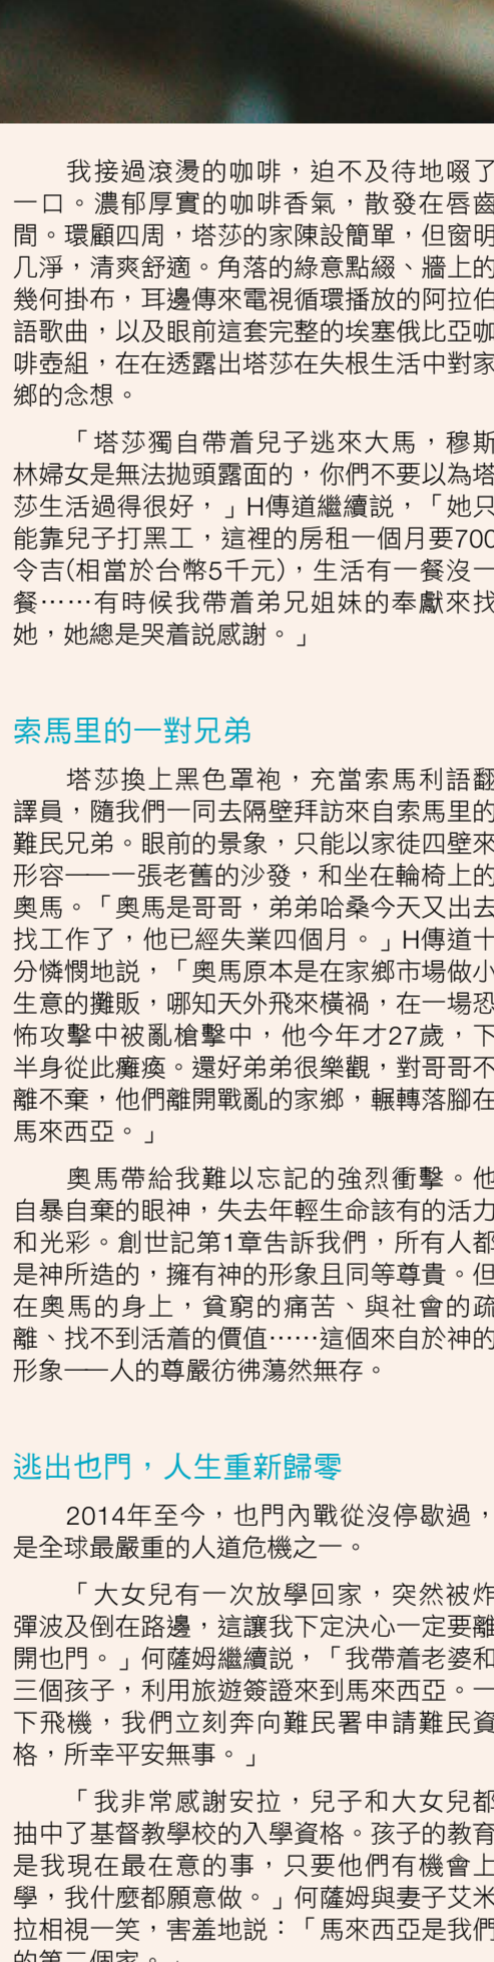 我接過滾燙的咖啡，迫不及待地啜了
一口。濃郁厚實的咖啡香氣，散發在唇齒
間。環顧四周，塔莎的家陳設簡單，但窗明
几淨，清爽舒適。角落的綠意點綴、牆上的
幾何掛布，耳邊傳來電視循環播放的阿拉伯
語歌曲，以及眼前這套完整的埃塞俄比亞咖
啡壺組，在在透露出塔莎在失根生活中對家
鄉的念想。
「塔莎獨自帶着兒子逃來大馬，穆斯
林婦女是無法拋頭露面的，你們不要以為塔
莎生活過得很好，」H傳道繼續説，「她只
能靠兒子打黑工，這裡的房租一個月要700
令吉(相當於台幣5千元)，生活有一餐沒一
餐……有時候我帶着弟兄姐妹的奉獻來找
她，她總是哭着説感謝。」
索馬里的一對兄弟
塔莎換上黑色罩袍，充當索馬利語翻
譯員，隨我們一同去隔壁拜訪來自索馬里的
難民兄弟。眼前的景象，只能以家徒四壁來
形容——一張老舊的沙發，和坐在輪椅上的
奧馬。「奧馬是哥哥，弟弟哈桑今天又出去
找工作了，他已經失業四個月。」H傳道十
分憐憫地説，「奧馬原本是在家鄉市場做小
生意的攤販，哪知天外飛來橫禍，在一場恐
怖攻擊中被亂槍擊中，他今年才27歲，下
半身從此癱瘓。還好弟弟很樂觀，對哥哥不
離不棄，他們離開戰亂的家鄉，輾轉落腳在
馬來西亞。」
奧馬帶給我難以忘記的強烈衝擊。他
自暴自棄的眼神，失去年輕生命該有的活力
和光彩。創世記第1章告訴我們，所有人都
是神所造的，擁有神的形象且同等尊貴。但
在奧馬的身上，貧窮的痛苦、與社會的疏
離、找不到活着的價值……這個來自於神的
形象——人的尊嚴彷彿蕩然無存。
逃出也門，人生重新歸零
2014年至今，也門內戰從沒停歇過，
是全球最嚴重的人道危機之一。
「大女兒有一次放學回家，突然被炸
彈波及倒在路邊，這讓我下定決心一定要離
開也門。」何薩姆繼續説，「我帶着老婆和
三個孩子，利用旅遊簽證來到馬來西亞。一
下飛機，我們立刻奔向難民署申請難民資
格，所幸平安無事。」
「我非常感謝安拉，兒子和大女兒都
抽中了基督教學校的入學資格。孩子的教育
是我現在最在意的事，只要他們有機會上
學，我什麼都願意做。」何薩姆與妻子艾米
拉相視一笑，害羞地説：「馬來西亞是我們
的第二個家。」